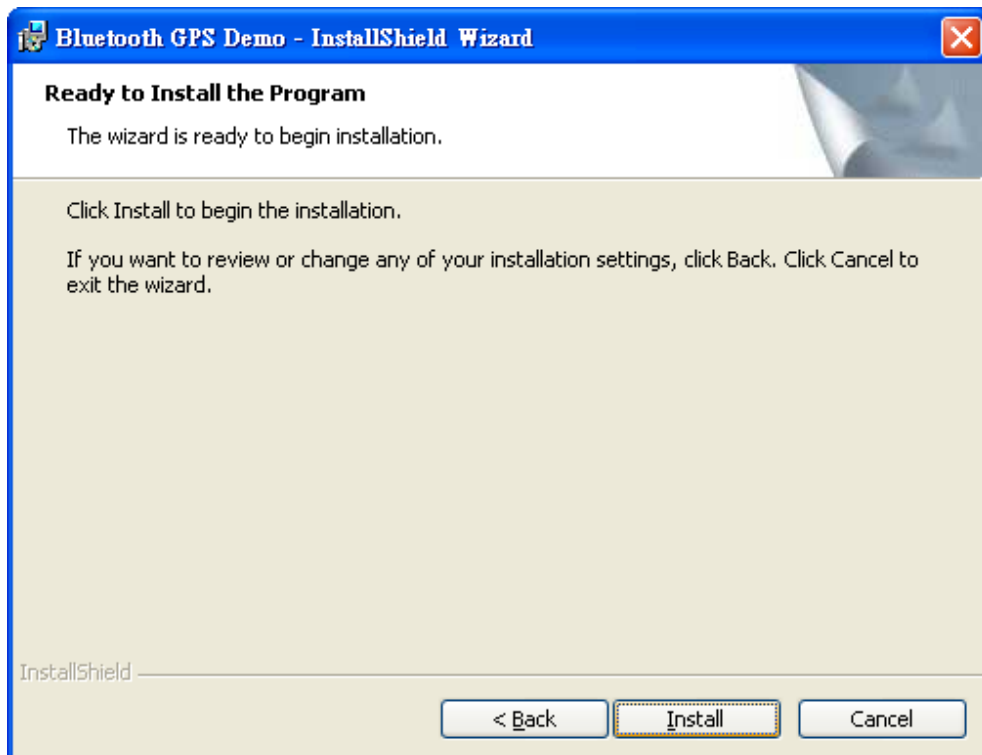 Bluetooth GPS Demo - InstallShield Wizard
Ready to Install the Program
The wizard is ready to begin installation.
Click Install to begin the installation.
If you want to review or change any of your installation settings, click Back. Click Cancel to
exit the wizard.
InstallShield
< Back
Install
Cancel